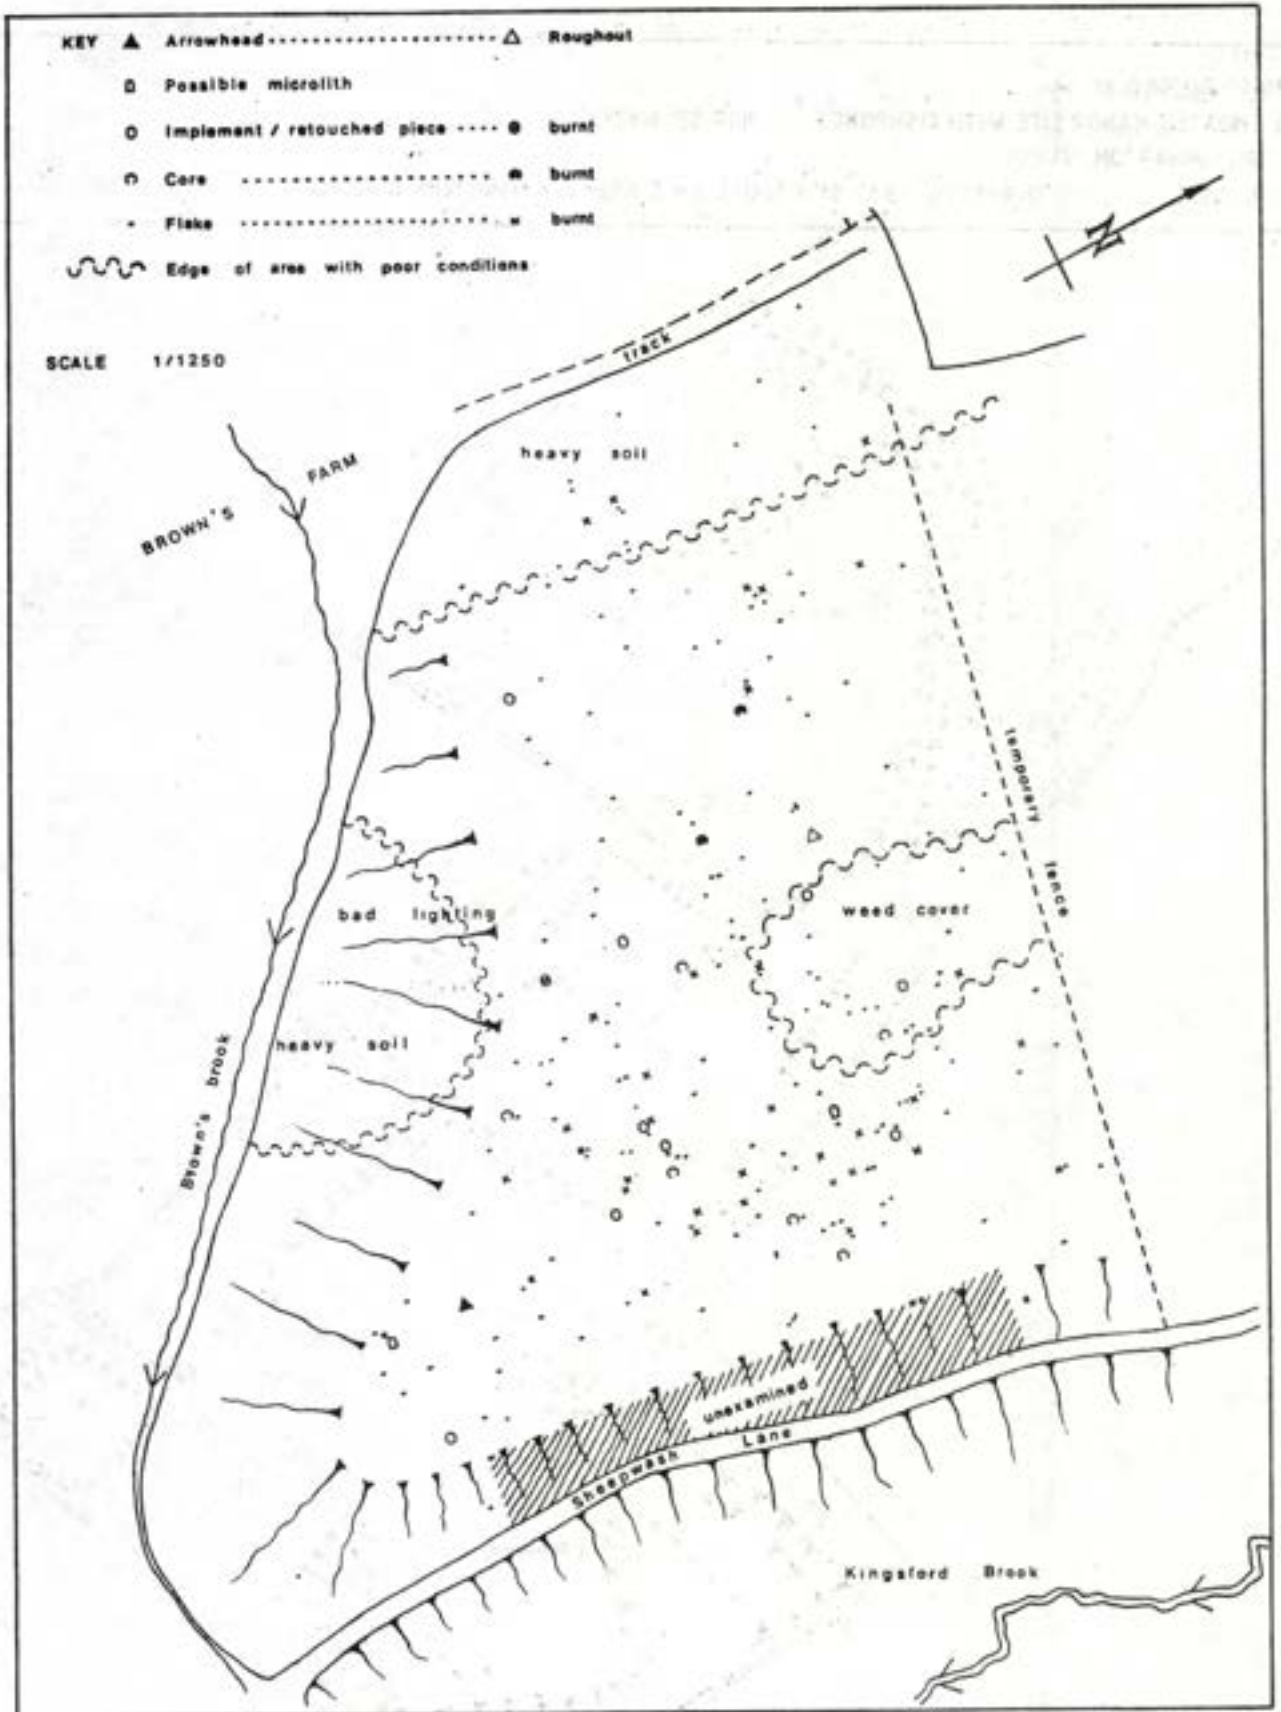 KEY ▲ Arrowhead ........................ △ Roughout
Possible microlith
Implement / retouched piece .... burnt
Core ........................ burnt
Flake ........................ burnt
Edge of area with poor conditions
SCALE 1/1250
N
track
heavy soil
BROWN'S FARM
temporary fence
bad lighting
weed cover
heavy soil
Brown's brook
unexamined
Sheepwash Lane
Kingsford Brook